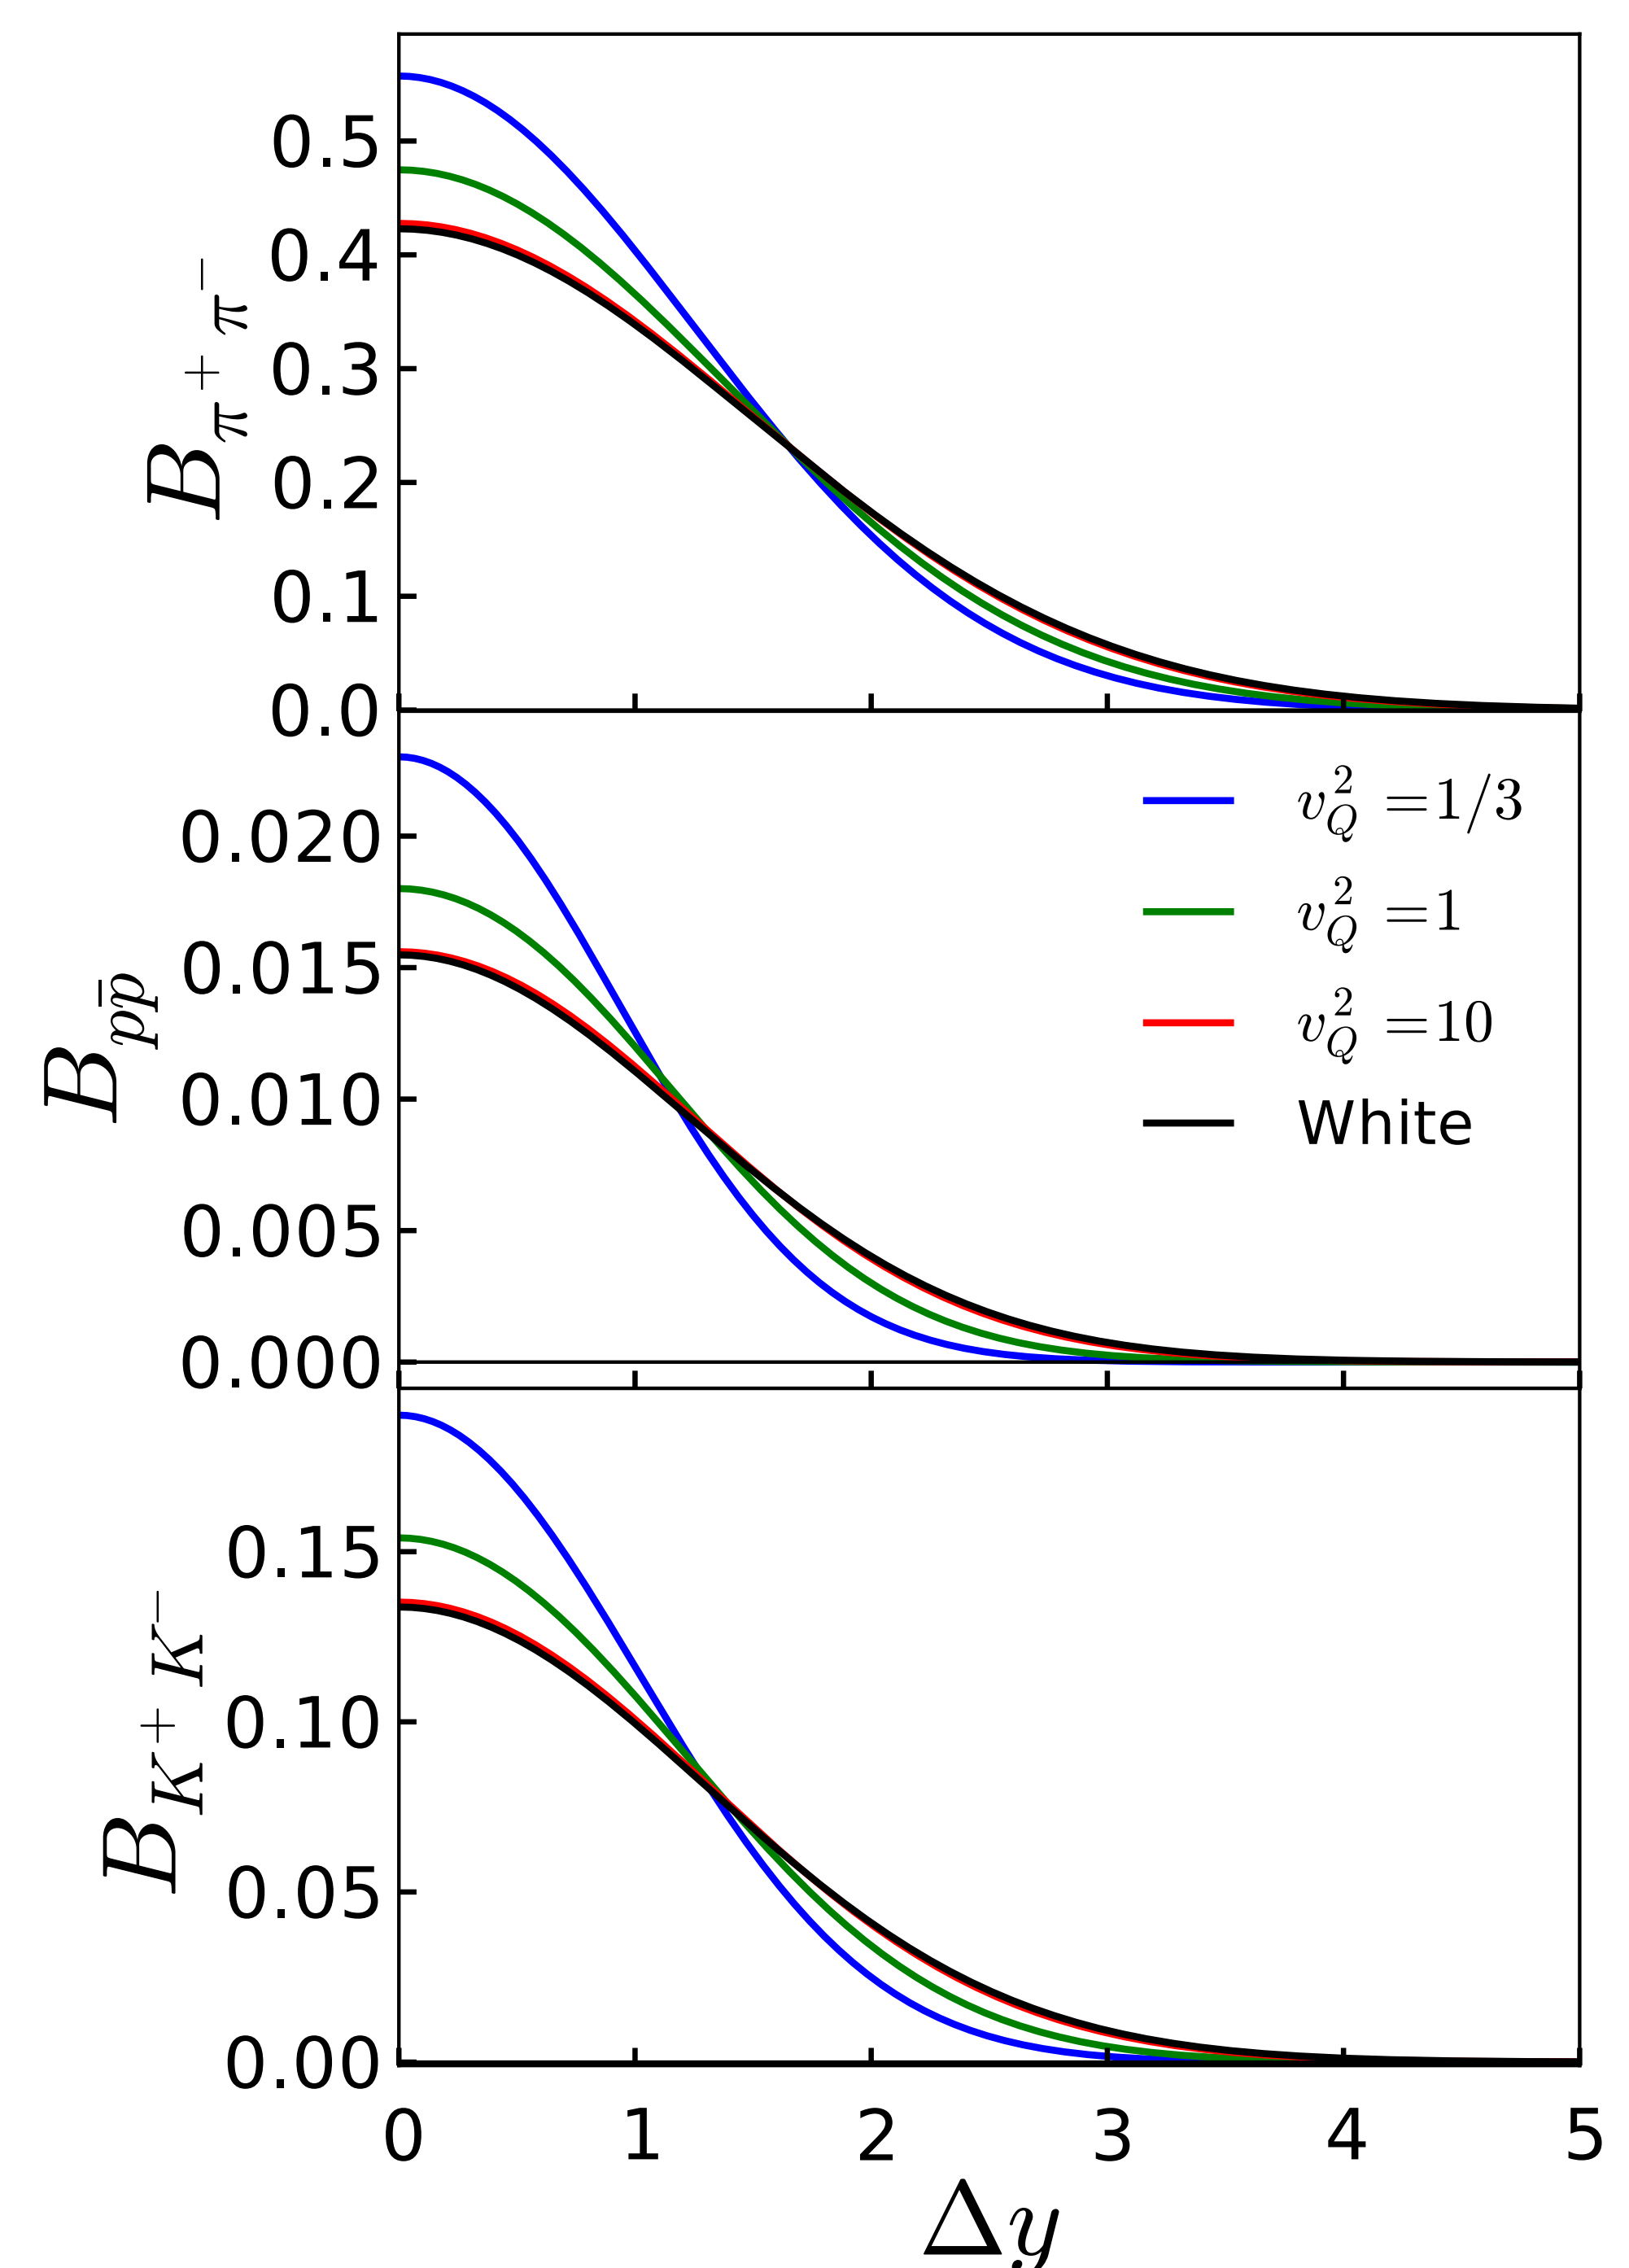 0.5
0.4
0.3
0.2
0.1
0.0
B_{π^+ π^-}
0.020
0.015
0.010
0.005
0.000
B_{p\bar{p}}
v_Q^2 =1/3
v_Q^2 =1
v_Q^2 =10
White
0.15
0.10
0.05
0.00
B_{K^+ K^-}
0 1 2 3 4 5
Δy